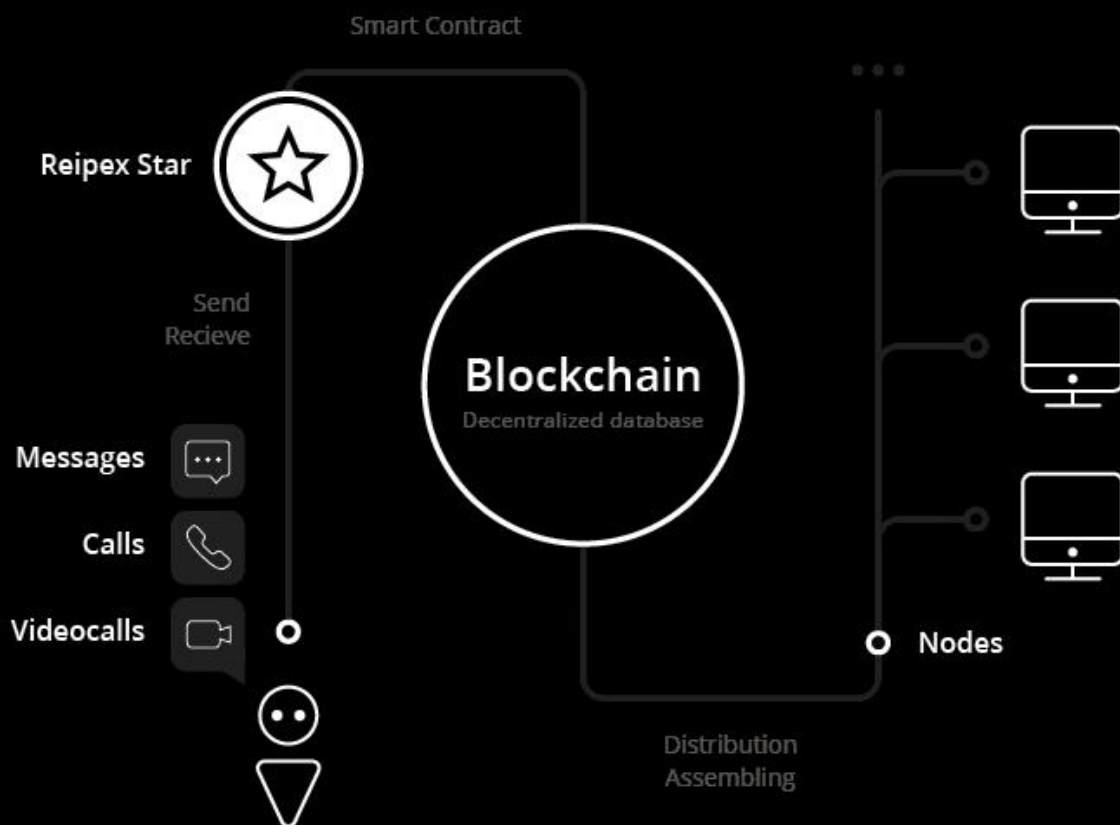 Smart Contract
Reipex Star
Send
Recieve
Blockchain
Decentralized database
Messages
Calls
Videocalls
Nodes
Distribution
Assembling